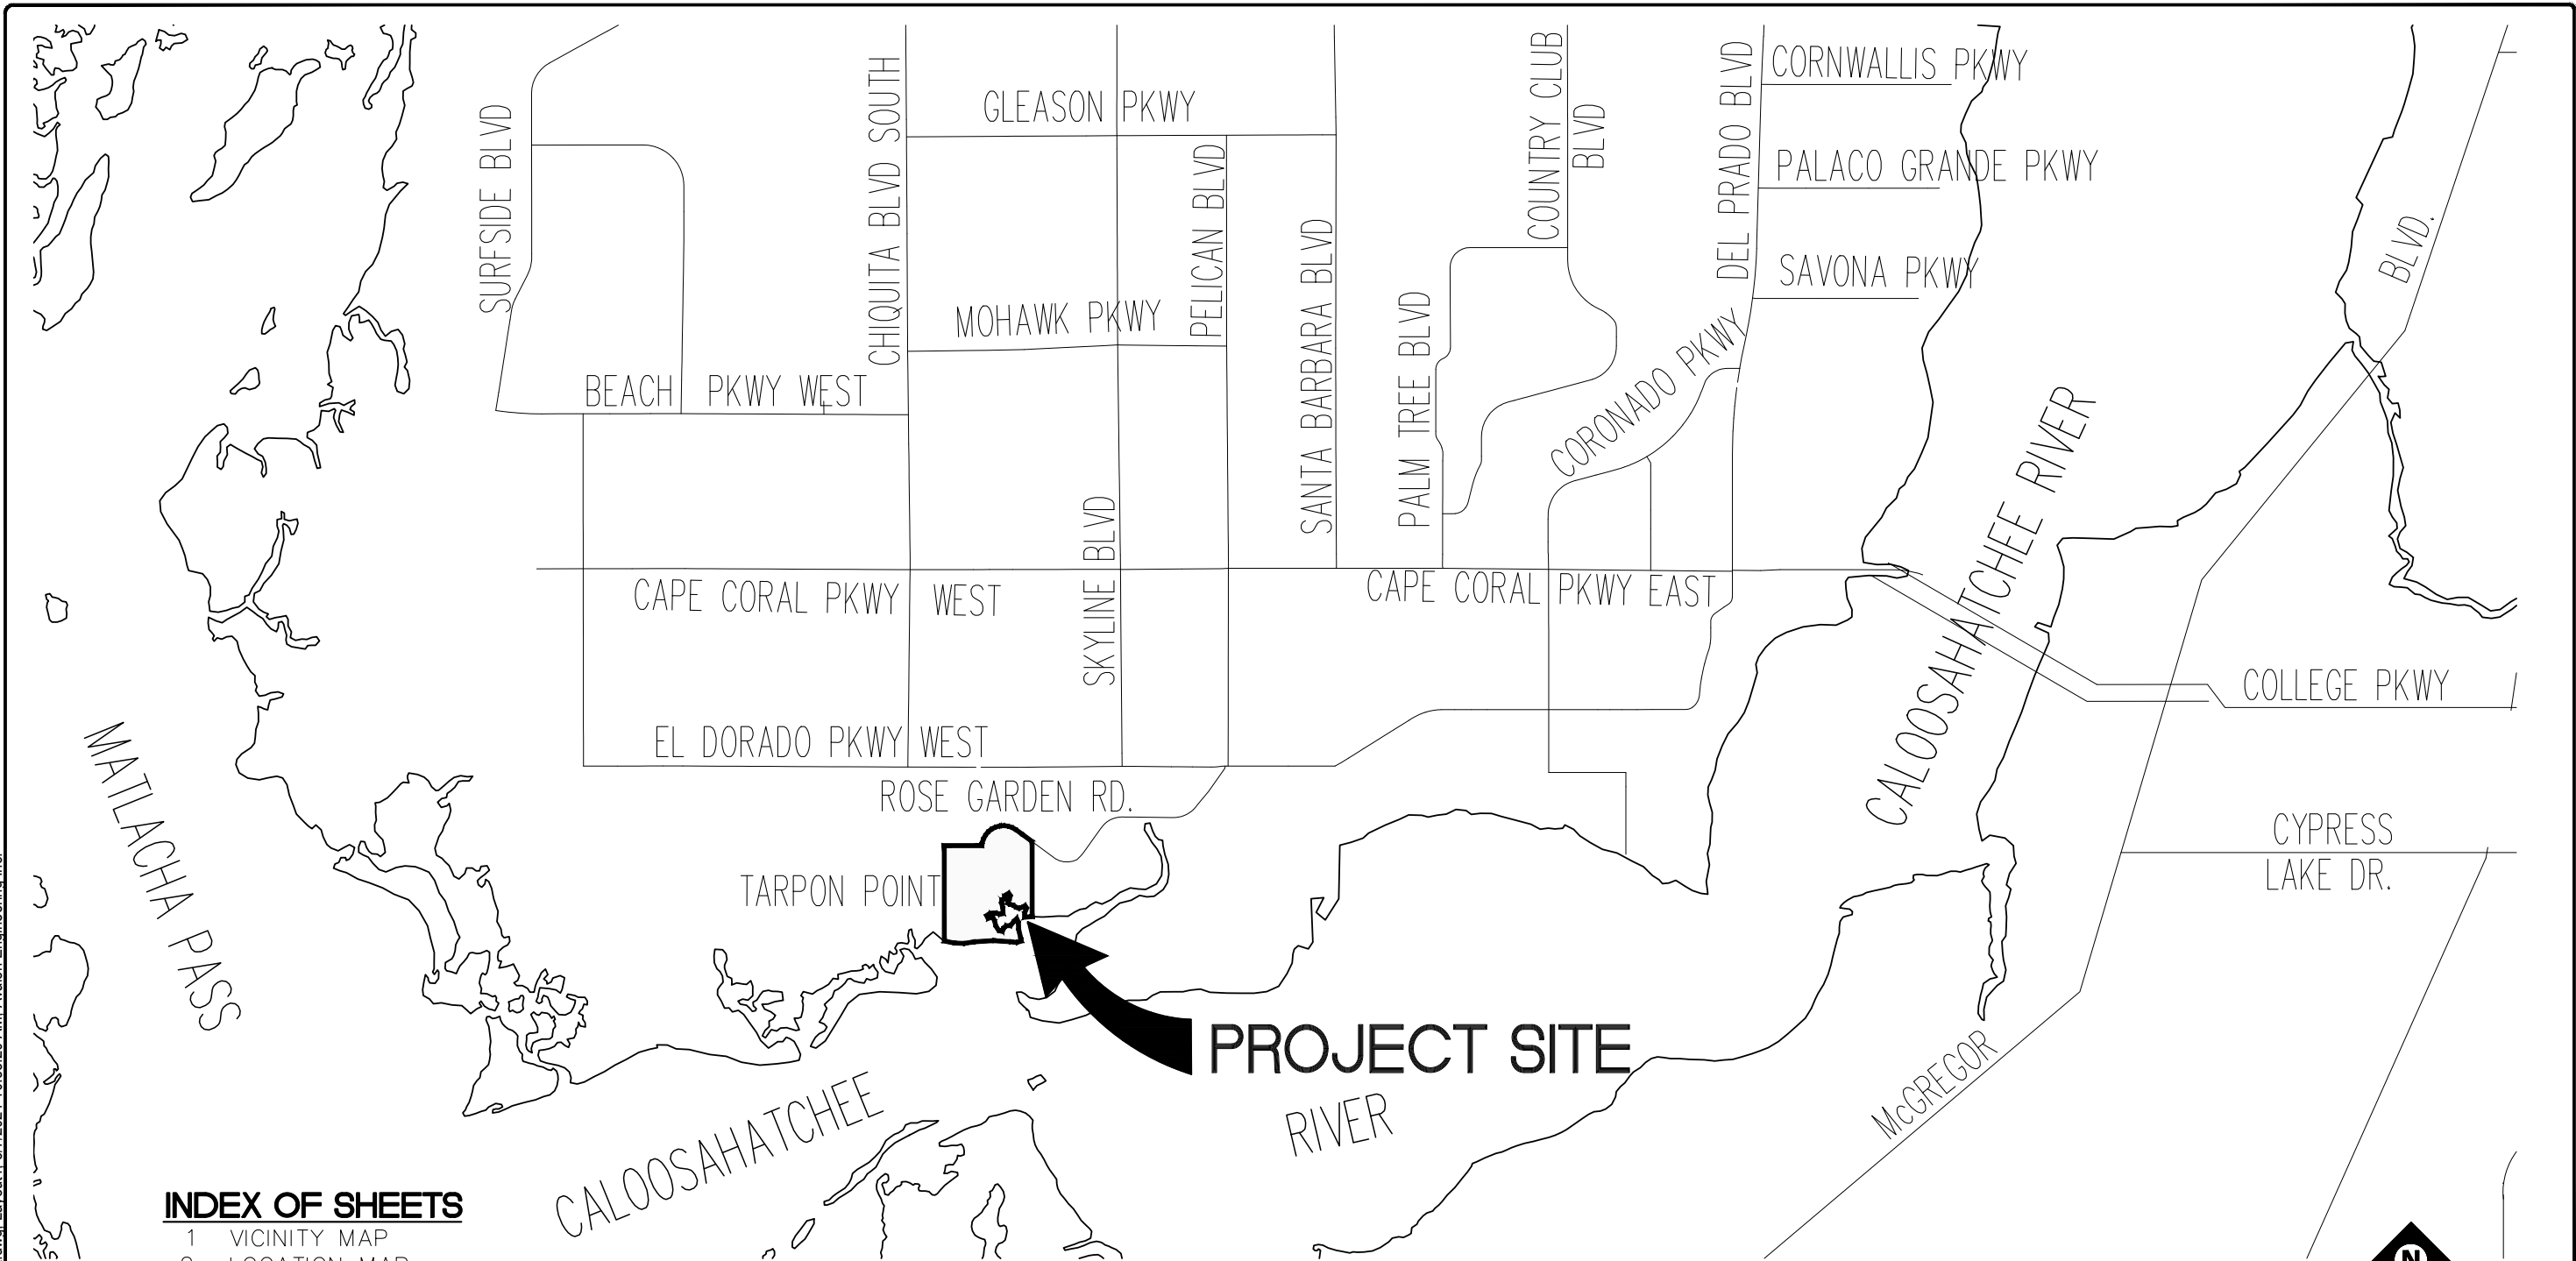 CORNWALLIS PKWY
GLEASON PKWY
COUNTRY CLUB
BLVD
DEL PRADO BLVD
CHIQUITA BLVD SOUTH
SURFSIDE BLVD
PELICAN BLVD
PALACO GRANDE PKWY
BLVD.
SAVONA PKWY
MOHAWK PKWY
SANTA BARBARA BLVD
PALM TREE BLVD
CORONADO PKWY
BEACH PKWY WEST
SKYLINE BLVD
CALOOSAHATCHEE RIVER
CAPE CORAL PKWY WEST
CAPE CORAL PKWY EAST
COLLEGE PKWY
EL DORADO PKWY WEST
ROSE GARDEN RD.
MATLACHA PASS
CYPRESS
LAKE DR.
TARPON POINT
PROJECT SITE
McGREGOR
CALOOSAHATCHEE
RIVER
INDEX OF SHEETS
1 VICINITY MAP
LOCATION MAP
N